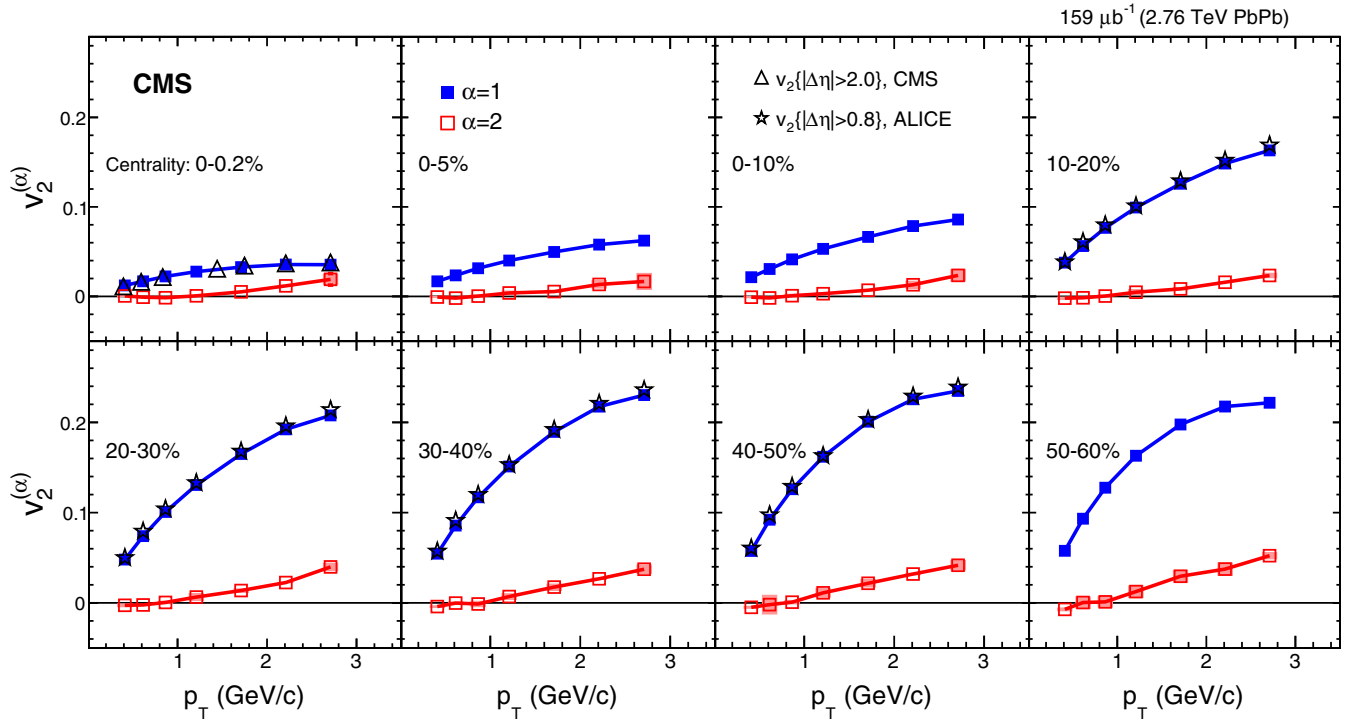 159 μb⁻¹ (2.76 TeV PbPb)
CMS
α=1
α=2
v₂{|Δη|>2.0}, CMS
v₂{|Δη|>0.8}, ALICE
Centrality: 0-0.2%
0-5%
0-10%
10-20%
v₂^(α)
0.2
0.1
0
20-30%
30-40%
40-50%
50-60%
v₂^(α)
0.2
0.1
0
1 2 3 1 2 3 1 2 3 1 2 3
p_T (GeV/c) p_T (GeV/c) p_T (GeV/c) p_T (GeV/c)